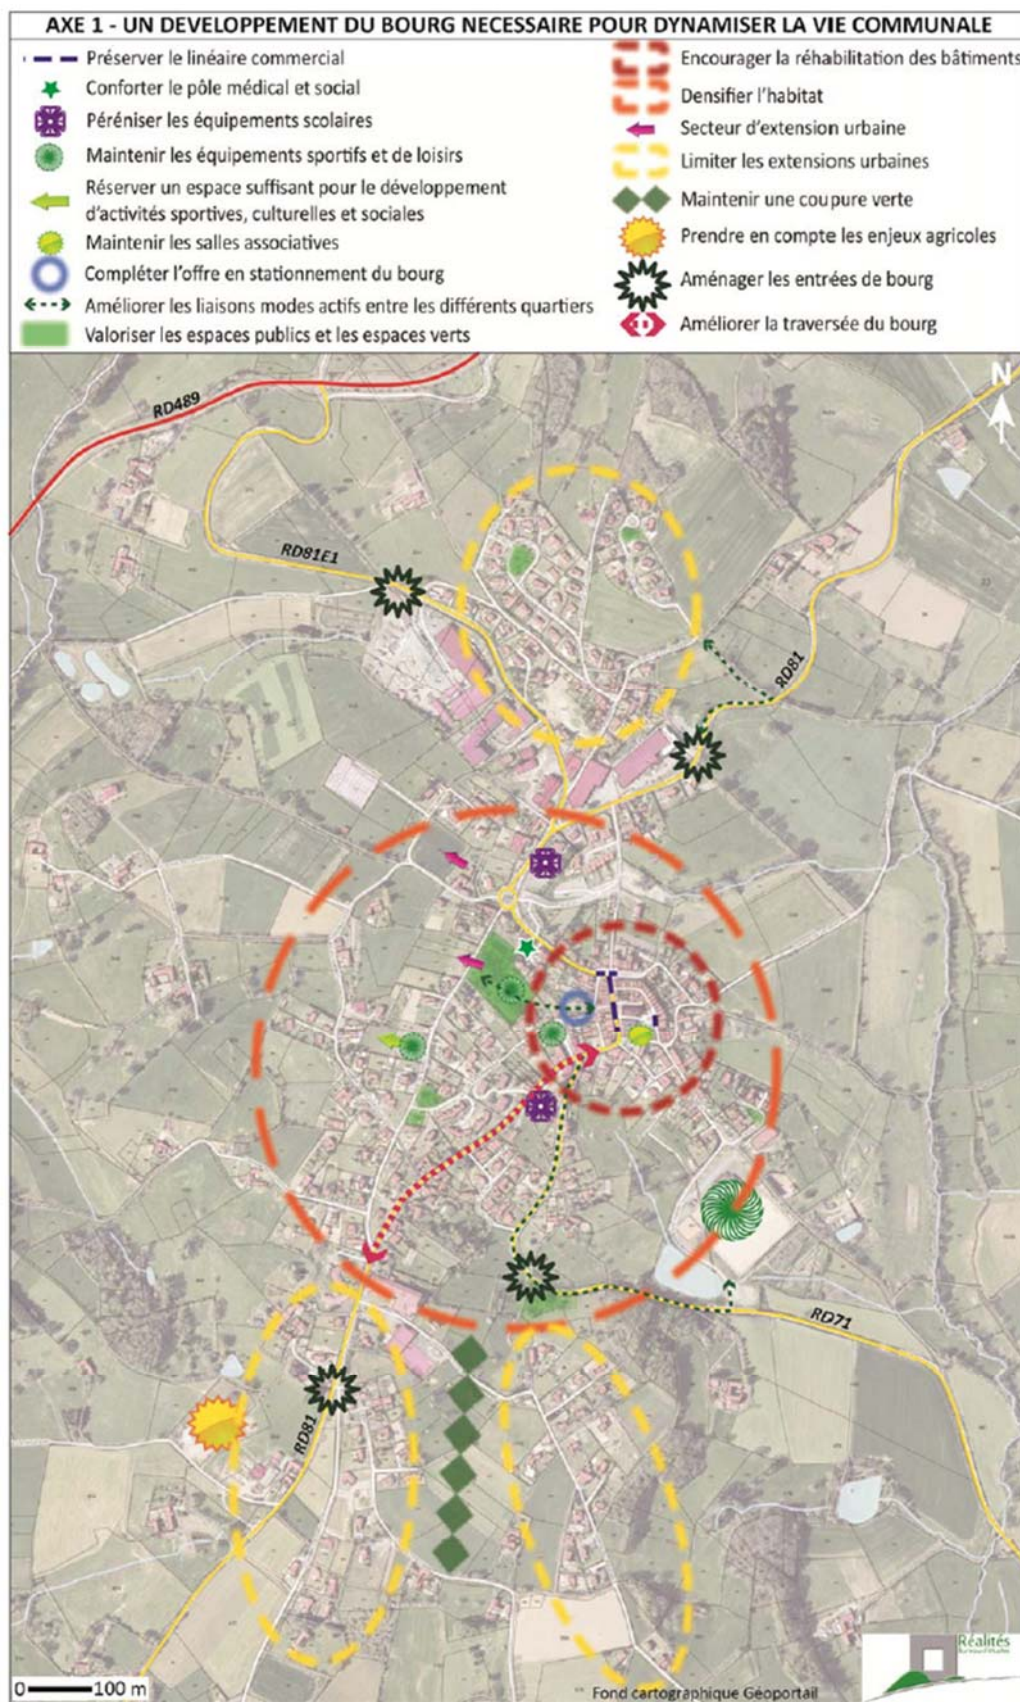 AXE 1 - UN DEVELOPPEMENT DU BOURG NECESSAIRE POUR DYNAMISER LA VIE COMMUNALE
Préserver le linéaire commercial
Conforter le pôle médical et social
Péréniser les équipements scolaires
Maintenir les équipements sportifs et de loisirs
Réserver un espace suffisant pour le développement
d'activités sportives, culturelles et sociales
Maintenir les salles associatives
Compléter l'offre en stationnement du bourg
Améliorer les liaisons modes actifs entre les différents quartiers
Valoriser les espaces publics et les espaces verts
Encourager la réhabilitation des bâtiments
Densifier l'habitat
Secteur d'extension urbaine
Limiter les extensions urbaines
Maintenir une coupure verte
Prendre en compte les enjeux agricoles
Aménager les entrées de bourg
Améliorer la traversée du bourg
N
RD489
RD81E1
RD81
RD71
RD81
Réalités
0 100 m
Fond cartographique Géoportail